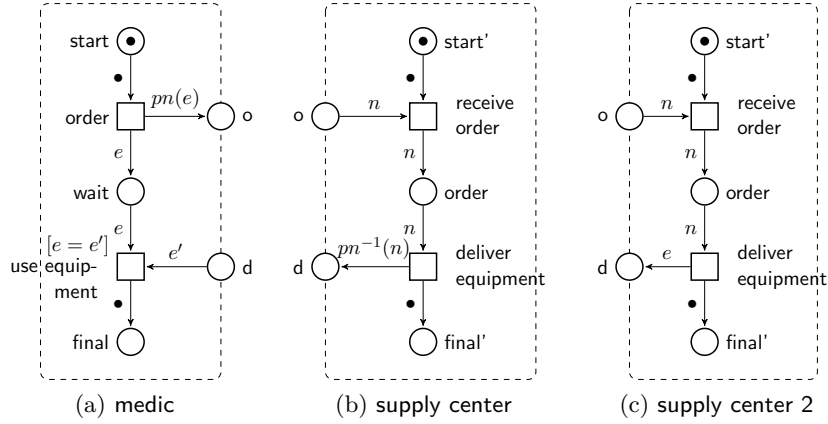 start
•
order
pn(e)
o
e
wait
e
[e = e′]
use equip-
ment
e′
d
•
final
(a) medic
start'
•
o
n
receive
order
n
order
n
d
pn⁻¹(n)
deliver
equipment
•
final'
(b) supply center
start'
•
o
n
receive
order
n
order
n
d
e
deliver
equipment
•
final'
(c) supply center 2